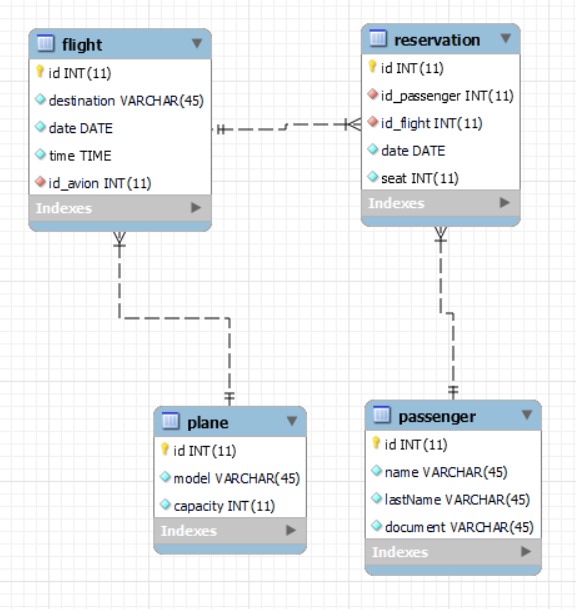 flight
id INT(11)
destination VARCHAR(45)
date DATE
time TIME
id_avion INT(11)
Indexes
reservation
id INT(11)
id_passenger INT(11)
id_flight INT(11)
date DATE
seat INT(11)
Indexes
plane
id INT(11)
model VARCHAR(45)
capacity INT(11)
Indexes
passenger
id INT(11)
name VARCHAR(45)
lastName VARCHAR(45)
document VARCHAR(45)
Indexes